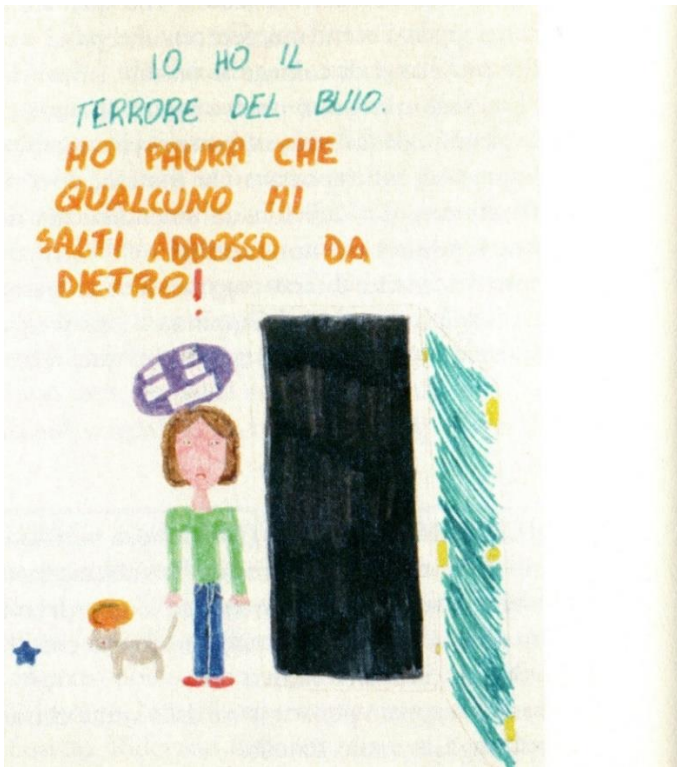 IO HO IL
TERRORE DEL BUIO.
HO PAURA CHE
QUALCUNO MI
SALTI ADDOSSO DA
DIETRO!